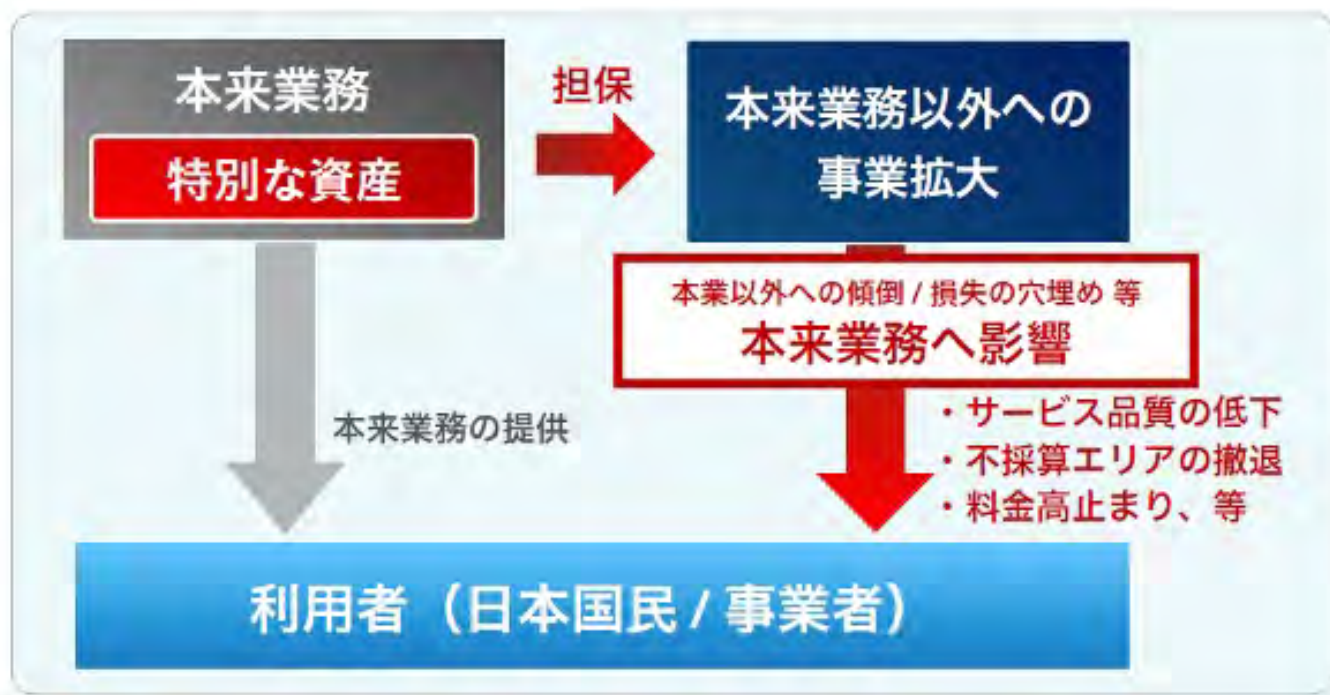 本来業務
特別な資産
担保
本来業務以外への
事業拡大
本業以外への傾倒 / 損失の穴埋め 等
本来業務へ影響
本来業務の提供
・サービス品質の低下
・不採算エリアの撤退
・料金高止まり、等
利用者（日本国民 / 事業者）